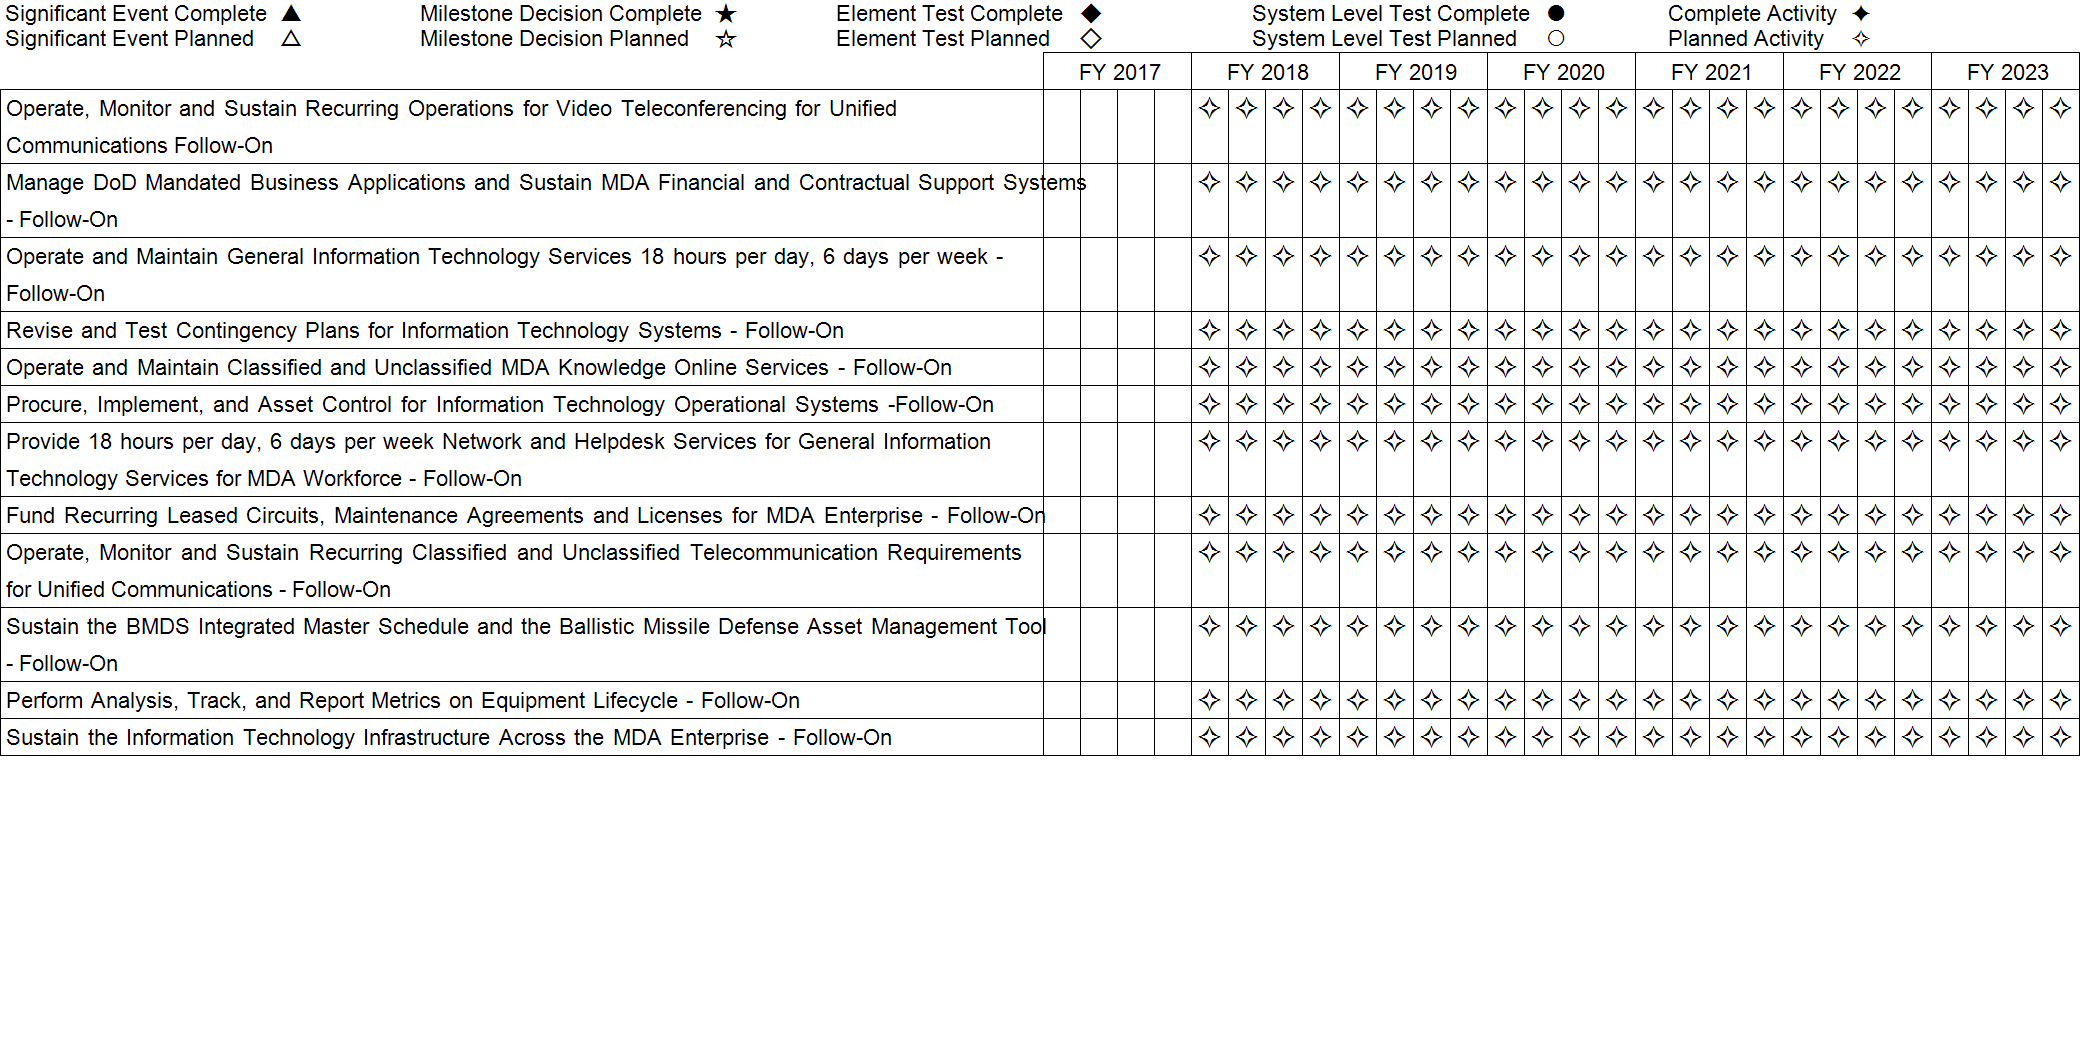 Significant Event Complete ▲ Milestone Decision Complete ★ Element Test Complete ◆ System Level Test Complete ● Complete Activity ✦
Significant Event Planned △ Milestone Decision Planned ☆ Element Test Planned ◇ System Level Test Planned ○ Planned Activity ✧
FY 2017 FY 2018 FY 2019 FY 2020 FY 2021 FY 2022 FY 2023
Operate, Monitor and Sustain Recurring Operations for Video Teleconferencing for Unified ✧ ✧ ✧ ✧ ✧ ✧ ✧ ✧ ✧ ✧ ✧ ✧ ✧ ✧ ✧ ✧ ✧ ✧ ✧ ✧ ✧ ✧ ✧ ✧
Communications Follow-On
Manage DoD Mandated Business Applications and Sustain MDA Financial and Contractual Support Systems ✧ ✧ ✧ ✧ ✧ ✧ ✧ ✧ ✧ ✧ ✧ ✧ ✧ ✧ ✧ ✧ ✧ ✧ ✧ ✧ ✧ ✧ ✧ ✧
- Follow-On
Operate and Maintain General Information Technology Services 18 hours per day, 6 days per week - ✧ ✧ ✧ ✧ ✧ ✧ ✧ ✧ ✧ ✧ ✧ ✧ ✧ ✧ ✧ ✧ ✧ ✧ ✧ ✧ ✧ ✧ ✧ ✧
Follow-On
Revise and Test Contingency Plans for Information Technology Systems - Follow-On ✧ ✧ ✧ ✧ ✧ ✧ ✧ ✧ ✧ ✧ ✧ ✧ ✧ ✧ ✧ ✧ ✧ ✧ ✧ ✧ ✧ ✧ ✧ ✧
Operate and Maintain Classified and Unclassified MDA Knowledge Online Services - Follow-On ✧ ✧ ✧ ✧ ✧ ✧ ✧ ✧ ✧ ✧ ✧ ✧ ✧ ✧ ✧ ✧ ✧ ✧ ✧ ✧ ✧ ✧ ✧ ✧
Procure, Implement, and Asset Control for Information Technology Operational Systems -Follow-On ✧ ✧ ✧ ✧ ✧ ✧ ✧ ✧ ✧ ✧ ✧ ✧ ✧ ✧ ✧ ✧ ✧ ✧ ✧ ✧ ✧ ✧ ✧ ✧
Provide 18 hours per day, 6 days per week Network and Helpdesk Services for General Information ✧ ✧ ✧ ✧ ✧ ✧ ✧ ✧ ✧ ✧ ✧ ✧ ✧ ✧ ✧ ✧ ✧ ✧ ✧ ✧ ✧ ✧ ✧ ✧
Technology Services for MDA Workforce - Follow-On
Fund Recurring Leased Circuits, Maintenance Agreements and Licenses for MDA Enterprise - Follow-On ✧ ✧ ✧ ✧ ✧ ✧ ✧ ✧ ✧ ✧ ✧ ✧ ✧ ✧ ✧ ✧ ✧ ✧ ✧ ✧ ✧ ✧ ✧ ✧
Operate, Monitor and Sustain Recurring Classified and Unclassified Telecommunication Requirements ✧ ✧ ✧ ✧ ✧ ✧ ✧ ✧ ✧ ✧ ✧ ✧ ✧ ✧ ✧ ✧ ✧ ✧ ✧ ✧ ✧ ✧ ✧ ✧
for Unified Communications - Follow-On
Sustain the BMDS Integrated Master Schedule and the Ballistic Missile Defense Asset Management Tool ✧ ✧ ✧ ✧ ✧ ✧ ✧ ✧ ✧ ✧ ✧ ✧ ✧ ✧ ✧ ✧ ✧ ✧ ✧ ✧ ✧ ✧ ✧ ✧
- Follow-On
Perform Analysis, Track, and Report Metrics on Equipment Lifecycle - Follow-On ✧ ✧ ✧ ✧ ✧ ✧ ✧ ✧ ✧ ✧ ✧ ✧ ✧ ✧ ✧ ✧ ✧ ✧ ✧ ✧ ✧ ✧ ✧ ✧
Sustain the Information Technology Infrastructure Across the MDA Enterprise - Follow-On ✧ ✧ ✧ ✧ ✧ ✧ ✧ ✧ ✧ ✧ ✧ ✧ ✧ ✧ ✧ ✧ ✧ ✧ ✧ ✧ ✧ ✧ ✧ ✧